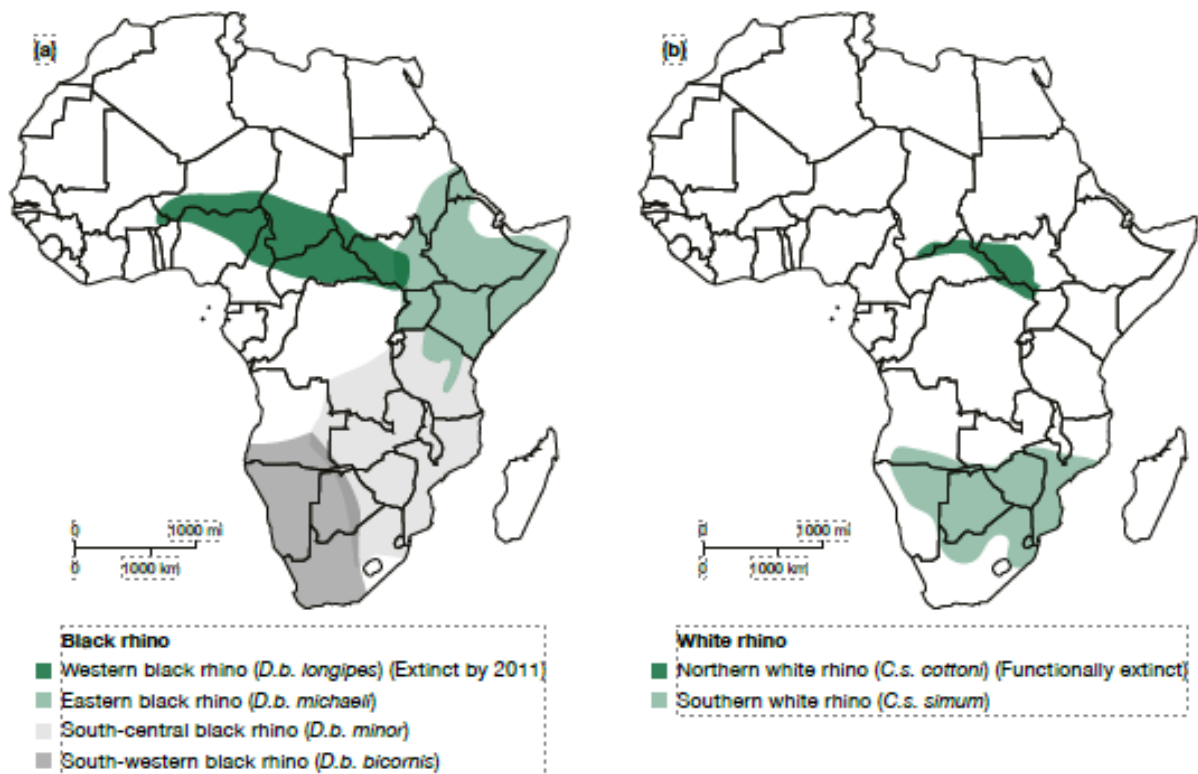 (a)
(b)
0 1000 mi
0 1000 km
0 1000 mi
0 1000 km
Black rhino
Western black rhino (D.b. longipes) (Extinct by 2011)
Eastern black rhino (D.b. michaeli)
South-central black rhino (D.b. minor)
South-western black rhino (D.b. bicornis)
White rhino
Northern white rhino (C.s. cottoni) (Functionally extinct)
Southern white rhino (C.s. simum)